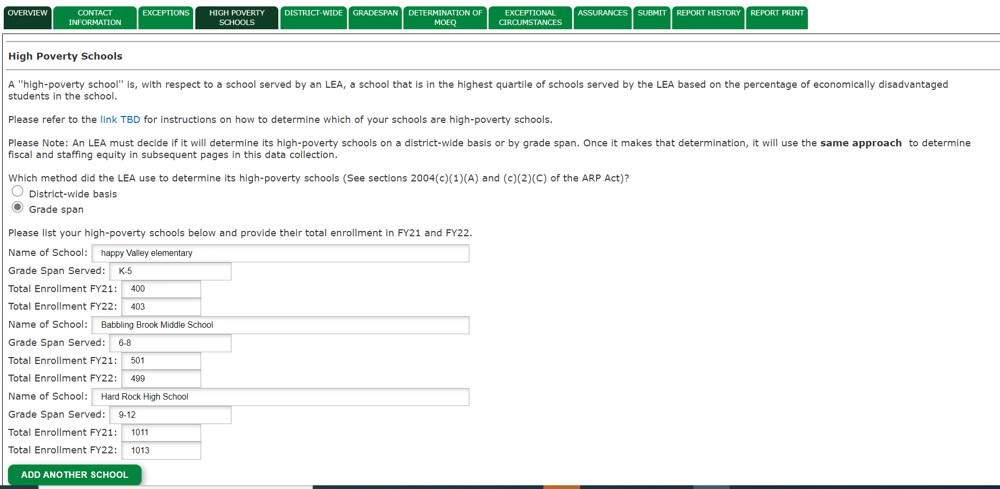 OVERVIEW
CONTACT
INFORMATION
EXCEPTIONS
HIGH POVERTY
SCHOOLS
DISTRICT-WIDE
GRADESPAN
DETERMINATION OF
MOEQ
EXCEPTIONAL
CIRCUMSTANCES
ASSURANCES
SUBMIT
REPORT HISTORY
REPORT PRINT
High Poverty Schools
A "high-poverty school" is, with respect to a school served by an LEA, a school that is in the highest quartile of schools served by the LEA based on the percentage of economically disadvantaged
students in the school.
Please refer to the link TBD for instructions on how to determine which of your schools are high-poverty schools.
Please Note: An LEA must decide if it will determine its high-poverty schools on a district-wide basis or by grade span. Once it makes that determination, it will use the same approach to determine
fiscal and staffing equity in subsequent pages in this data collection.
Which method did the LEA use to determine its high-poverty schools (See sections 2004(c)(1)(A) and (c)(2)(C) of the ARP Act)?
District-wide basis
Grade span
Please list your high-poverty schools below and provide their total enrollment in FY21 and FY22.
Name of School: happy Valley elementary
Grade Span Served: K-5
Total Enrollment FY21: 400
Total Enrollment FY22: 403
Name of School: Babbling Brook Middle School
Grade Span Served: 6-8
Total Enrollment FY21: 501
Total Enrollment FY22: 499
Name of School: Hard Rock High School
Grade Span Served: 9-12
Total Enrollment FY21: 1011
Total Enrollment FY22: 1013
ADD ANOTHER SCHOOL